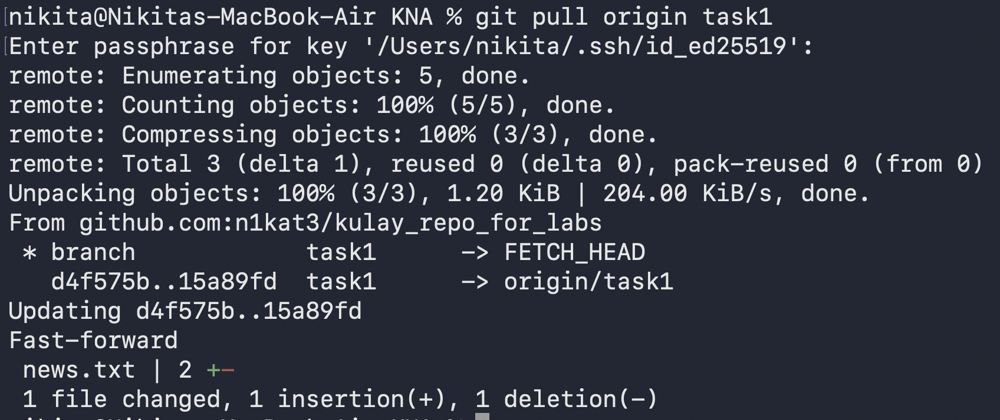 nikita@Nikitas-MacBook-Air KNA % git pull origin task1
Enter passphrase for key '/Users/nikita/.ssh/id_ed25519':
remote: Enumerating objects: 5, done.
remote: Counting objects: 100% (5/5), done.
remote: Compressing objects: 100% (3/3), done.
remote: Total 3 (delta 1), reused 0 (delta 0), pack-reused 0 (from 0)
Unpacking objects: 100% (3/3), 1.20 KiB | 204.00 KiB/s, done.
From github.com:n1kat3/kulay_repo_for_labs
 * branch            task1      -> FETCH_HEAD
   d4f575b..15a89fd  task1      -> origin/task1
Updating d4f575b..15a89fd
Fast-forward
 news.txt | 2 +-
 1 file changed, 1 insertion(+), 1 deletion(-)